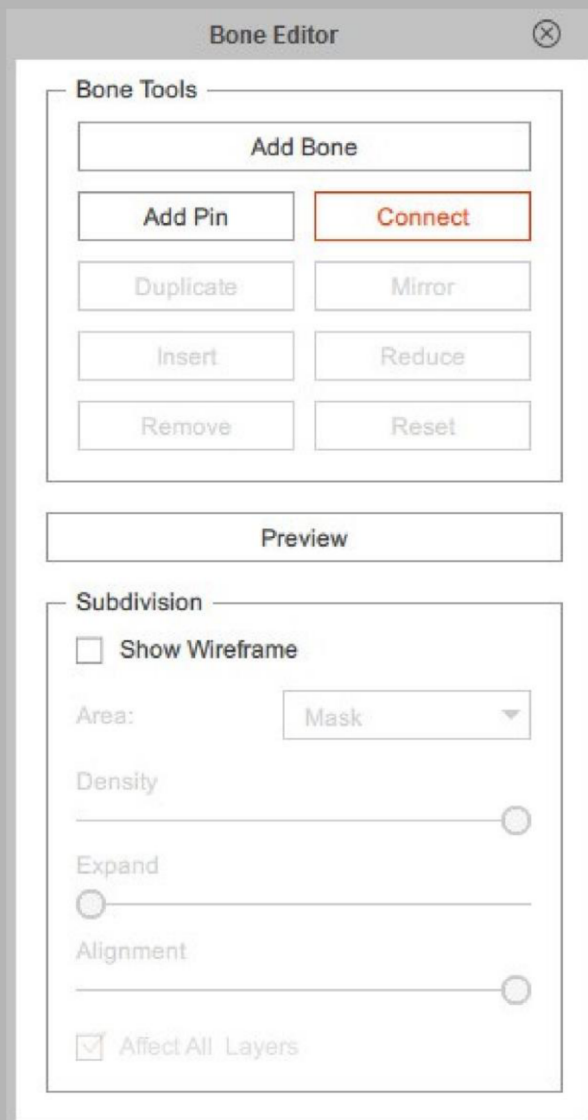 Bone Editor
Bone Tools
Add Bone
Add Pin Connect
Duplicate Mirror
Insert Reduce
Remove Reset
Preview
Subdivision
Show Wireframe
Area: Mask
Density
Expand
Alignment
Affect All Layers